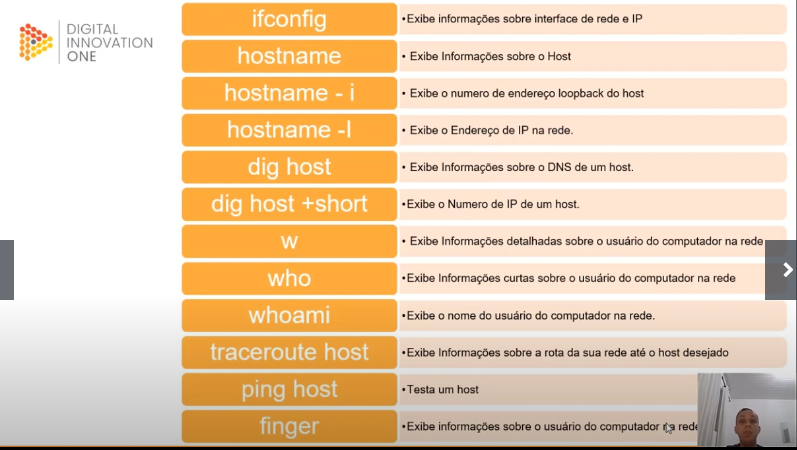 DIGITAL
INNOVATION
ONE
ifconfig
•Exibe informações sobre interface de rede e IP
hostname
• Exibe Informações sobre o Host
hostname - i
• Exibe o numero de endereço loopback do host
hostname -I
• Exibe o Endereço de IP na rede.
dig host
• Exibe Informações sobre o DNS de um host.
dig host +short
•Exibe o Numero de IP de um host.
w
• Exibe Informações detalhadas sobre o usuário do computador na rede
who
•Exibe Informações curtas sobre o usuário do computador na rede
whoami
•Exibe o nome do usuário do computador na rede.
traceroute host
•Exibe Informações sobre a rota da sua rede até o host desejado
ping host
•Testa um host
finger
•Exibe informações sobre o usuário do computador na rede